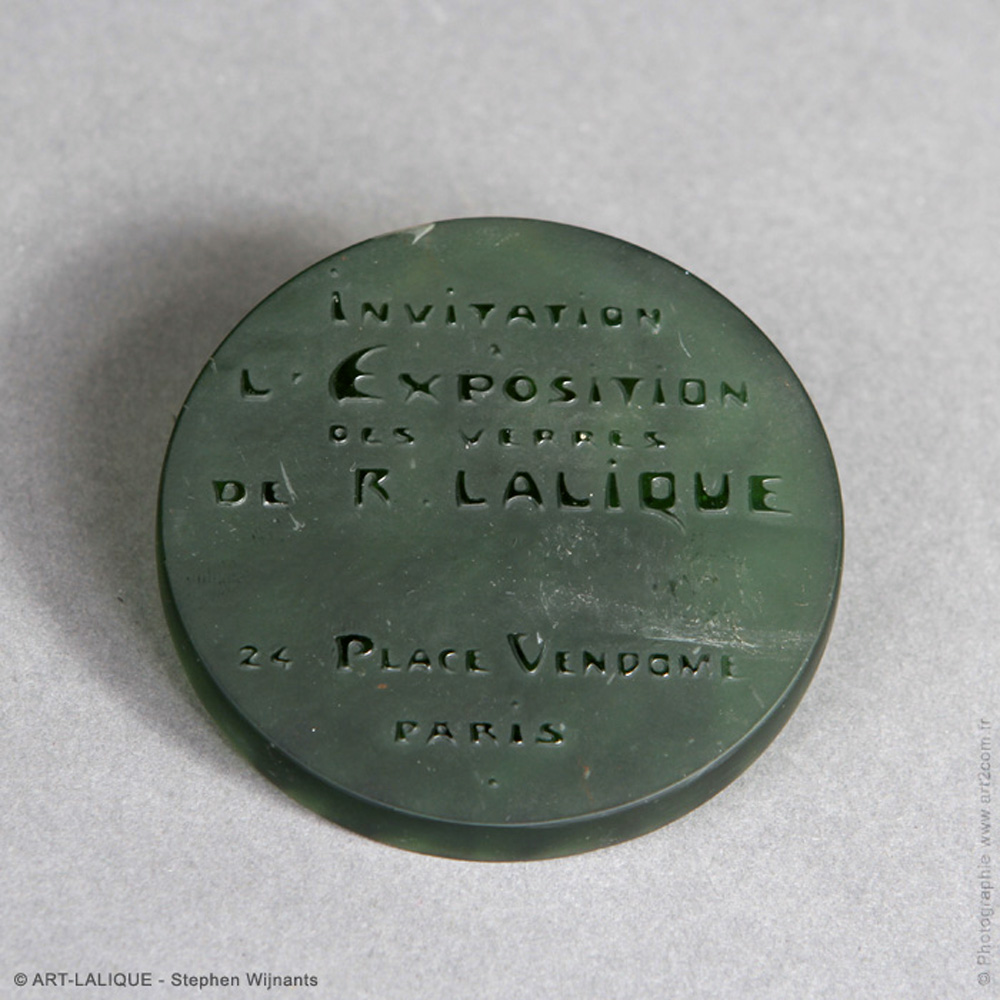 INVITATION
à
L'EXPOSITION
DES VERRES
DE R. LALIQUE
24 PLACE VENDOME
PARIS
© ART-LALIQUE - Stephen Wijnants
© Photographie www.art2com.fr